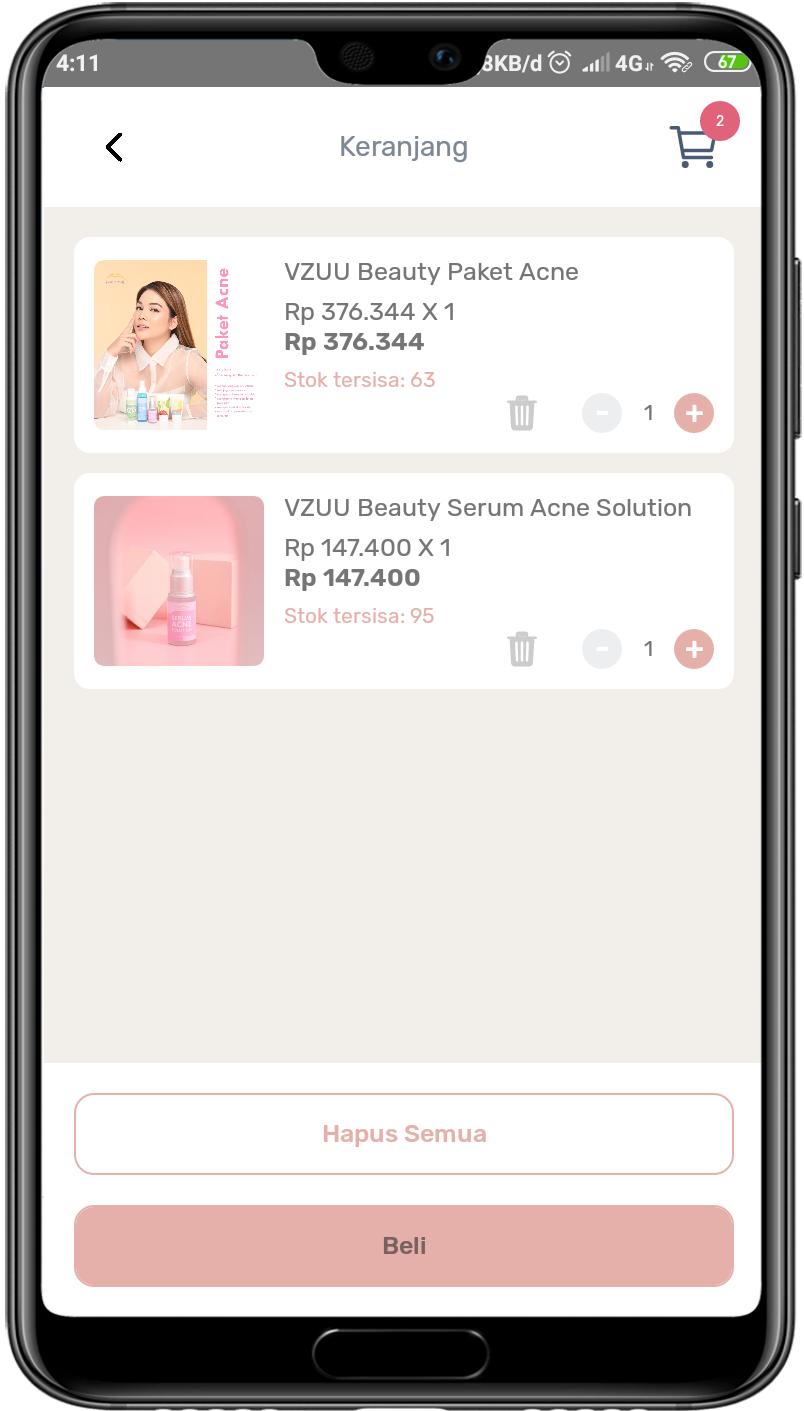 4:11
8KB/d
4G
67
Keranjang
2
VZUU Beauty Paket Acne
Paket Acne
Rp 376.344 X 1
Rp 376.344
Stok tersisa: 63
1
VZUU Beauty Serum Acne Solution
SERUM
ACNE
Rp 147.400 X 1
Rp 147.400
Stok tersisa: 95
1
Hapus Semua
Beli